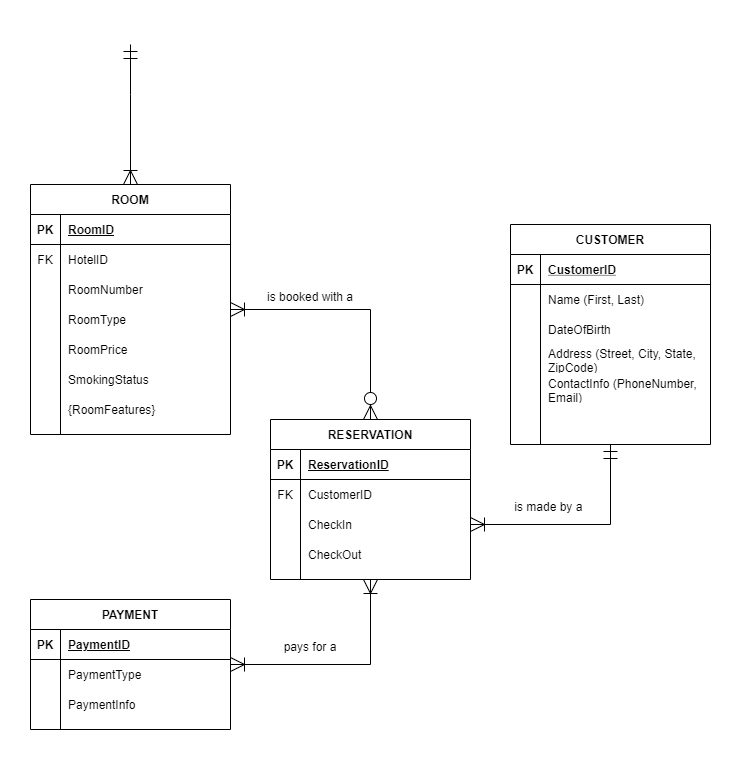 ROOM
PK RoomID
FK HotelID
RoomNumber
RoomType
RoomPrice
SmokingStatus
{RoomFeatures}
is booked with a
CUSTOMER
PK CustomerID
Name (First, Last)
DateOfBirth
Address (Street, City, State,
ZipCode)
ContactInfo (PhoneNumber,
Email)
RESERVATION
PK ReservationID
FK CustomerID
CheckIn
CheckOut
is made by a
PAYMENT
PK PaymentID
PaymentType
PaymentInfo
pays for a